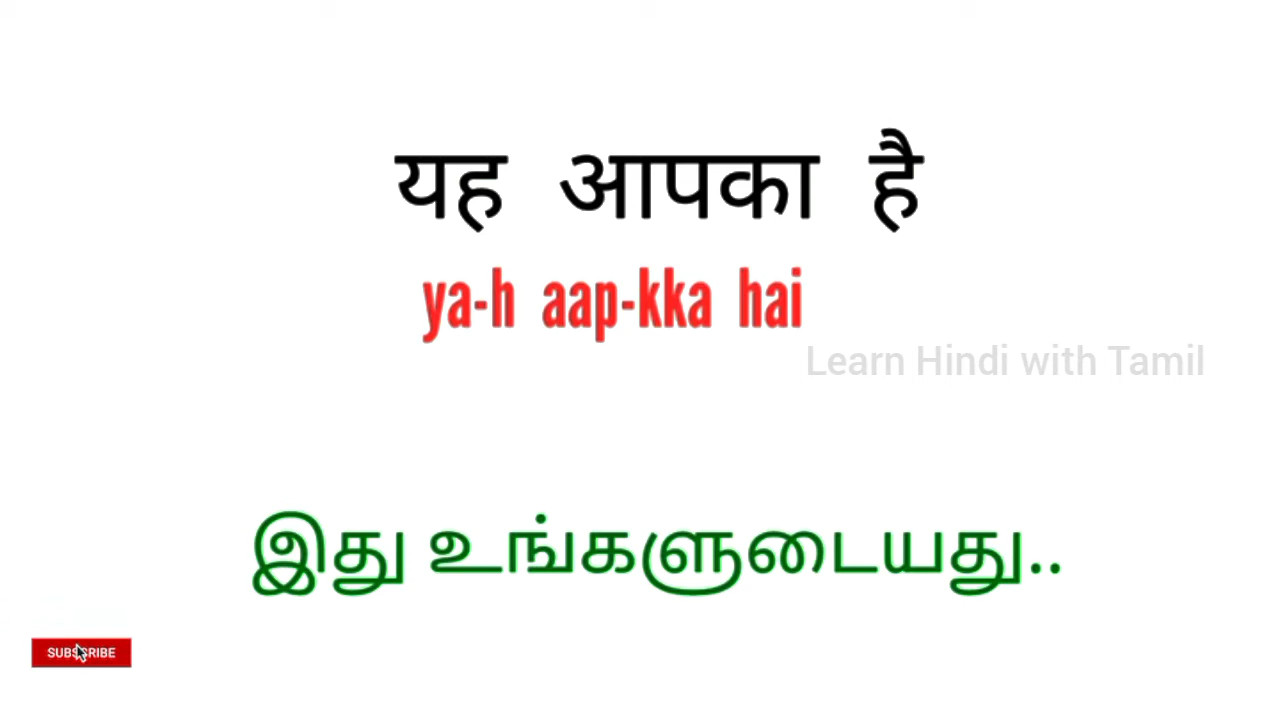 यह आपका है
ya-h aap-kka hai
Learn Hindi with Tamil
இது உங்களுடையது..
SUBSCRIBE